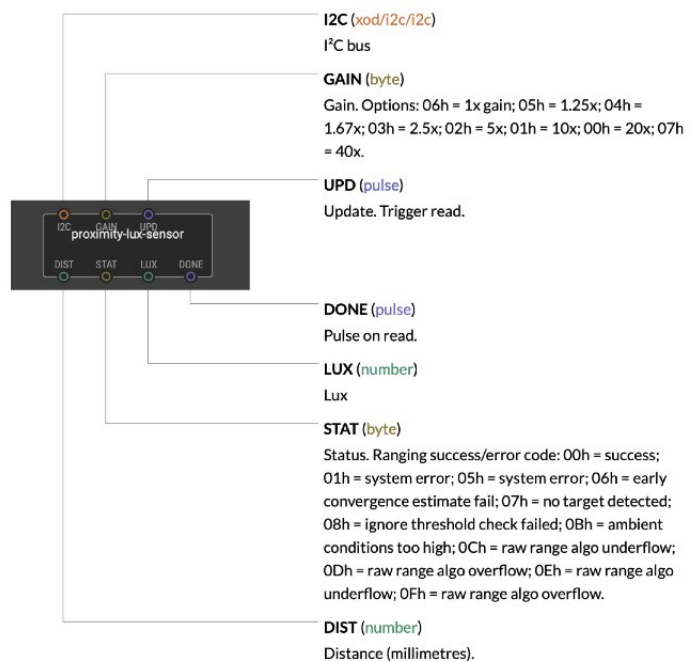 I2C (xod/i2c/i2c)
I²C bus
GAIN (byte)
Gain. Options: 06h = 1x gain; 05h = 1.25x; 04h =
1.67x; 03h = 2.5x; 02h = 5x; 01h = 10x; 00h = 20x; 07h
= 40x.
UPD (pulse)
Update. Trigger read.
I2C GAIN UPD
proximity-lux-sensor
DIST STAT LUX DONE
DONE (pulse)
Pulse on read.
LUX (number)
Lux
STAT (byte)
Status. Ranging success/error code: 00h = success;
01h = system error; 05h = system error; 06h = early
convergence estimate fail; 07h = no target detected;
08h = ignore threshold check failed; 0Bh = ambient
conditions too high; 0Ch = raw range algo underflow;
0Dh = raw range algo overflow; 0Eh = raw range algo
underflow; 0Fh = raw range algo overflow.
DIST (number)
Distance (millimetres).